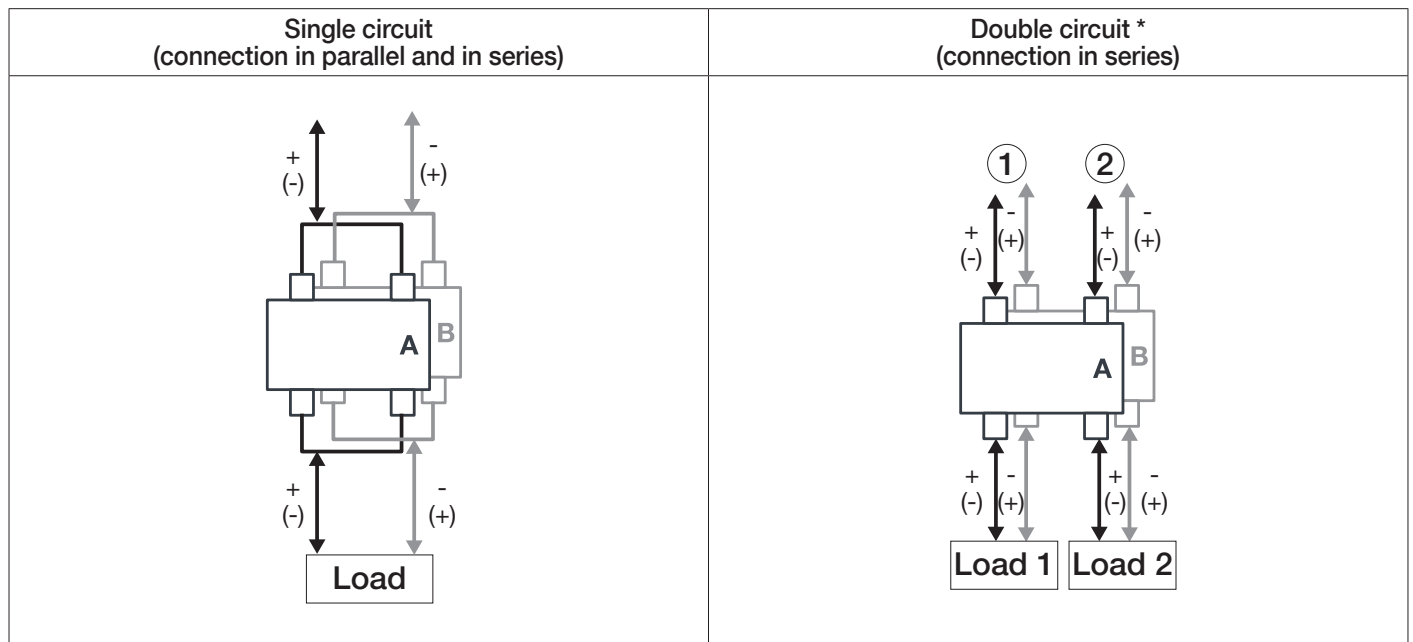 Single circuit
(connection in parallel and in series)
Double circuit *
(connection in series)
+
(-)
-
(+)
A
B
+
(-)
-
(+)
Load
1
2
+
(-)
-
(+)
+
(-)
-
(+)
A
B
+
(-)
-
(+)
+
(-)
-
(+)
Load 1
Load 2